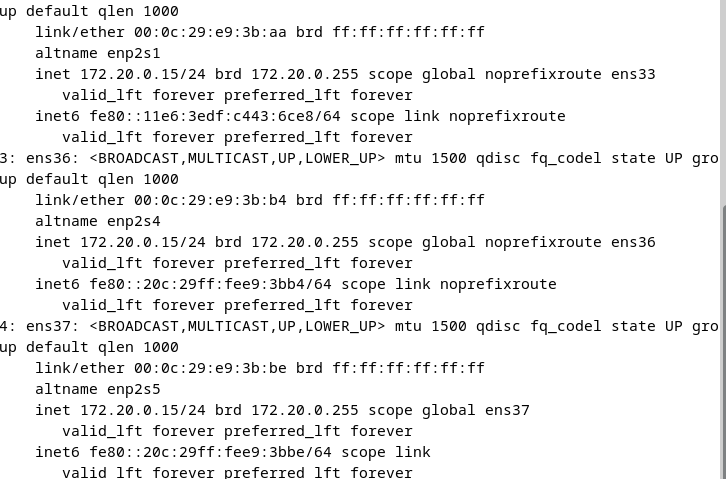 up default qlen 1000
link/ether 00:0c:29:e9:3b:aa brd ff:ff:ff:ff:ff:ff
altname enp2s1
inet 172.20.0.15/24 brd 172.20.0.255 scope global noprefixroute ens33
valid_lft forever preferred_lft forever
inet6 fe80::11e6:3edf:c443:6ce8/64 scope link noprefixroute
valid_lft forever preferred_lft forever
3: ens36: <BROADCAST,MULTICAST,UP,LOWER_UP> mtu 1500 qdisc fq_codel state UP gro
up default qlen 1000
link/ether 00:0c:29:e9:3b:b4 brd ff:ff:ff:ff:ff:ff
altname enp2s4
inet 172.20.0.15/24 brd 172.20.0.255 scope global noprefixroute ens36
valid_lft forever preferred_lft forever
inet6 fe80::20c:29ff:fee9:3bb4/64 scope link noprefixroute
valid_lft forever preferred_lft forever
4: ens37: <BROADCAST,MULTICAST,UP,LOWER_UP> mtu 1500 qdisc fq_codel state UP gro
up default qlen 1000
link/ether 00:0c:29:e9:3b:be brd ff:ff:ff:ff:ff:ff
altname enp2s5
inet 172.20.0.15/24 brd 172.20.0.255 scope global ens37
valid_lft forever preferred_lft forever
inet6 fe80::20c:29ff:fee9:3bbe/64 scope link
valid_lft forever preferred_lft forever